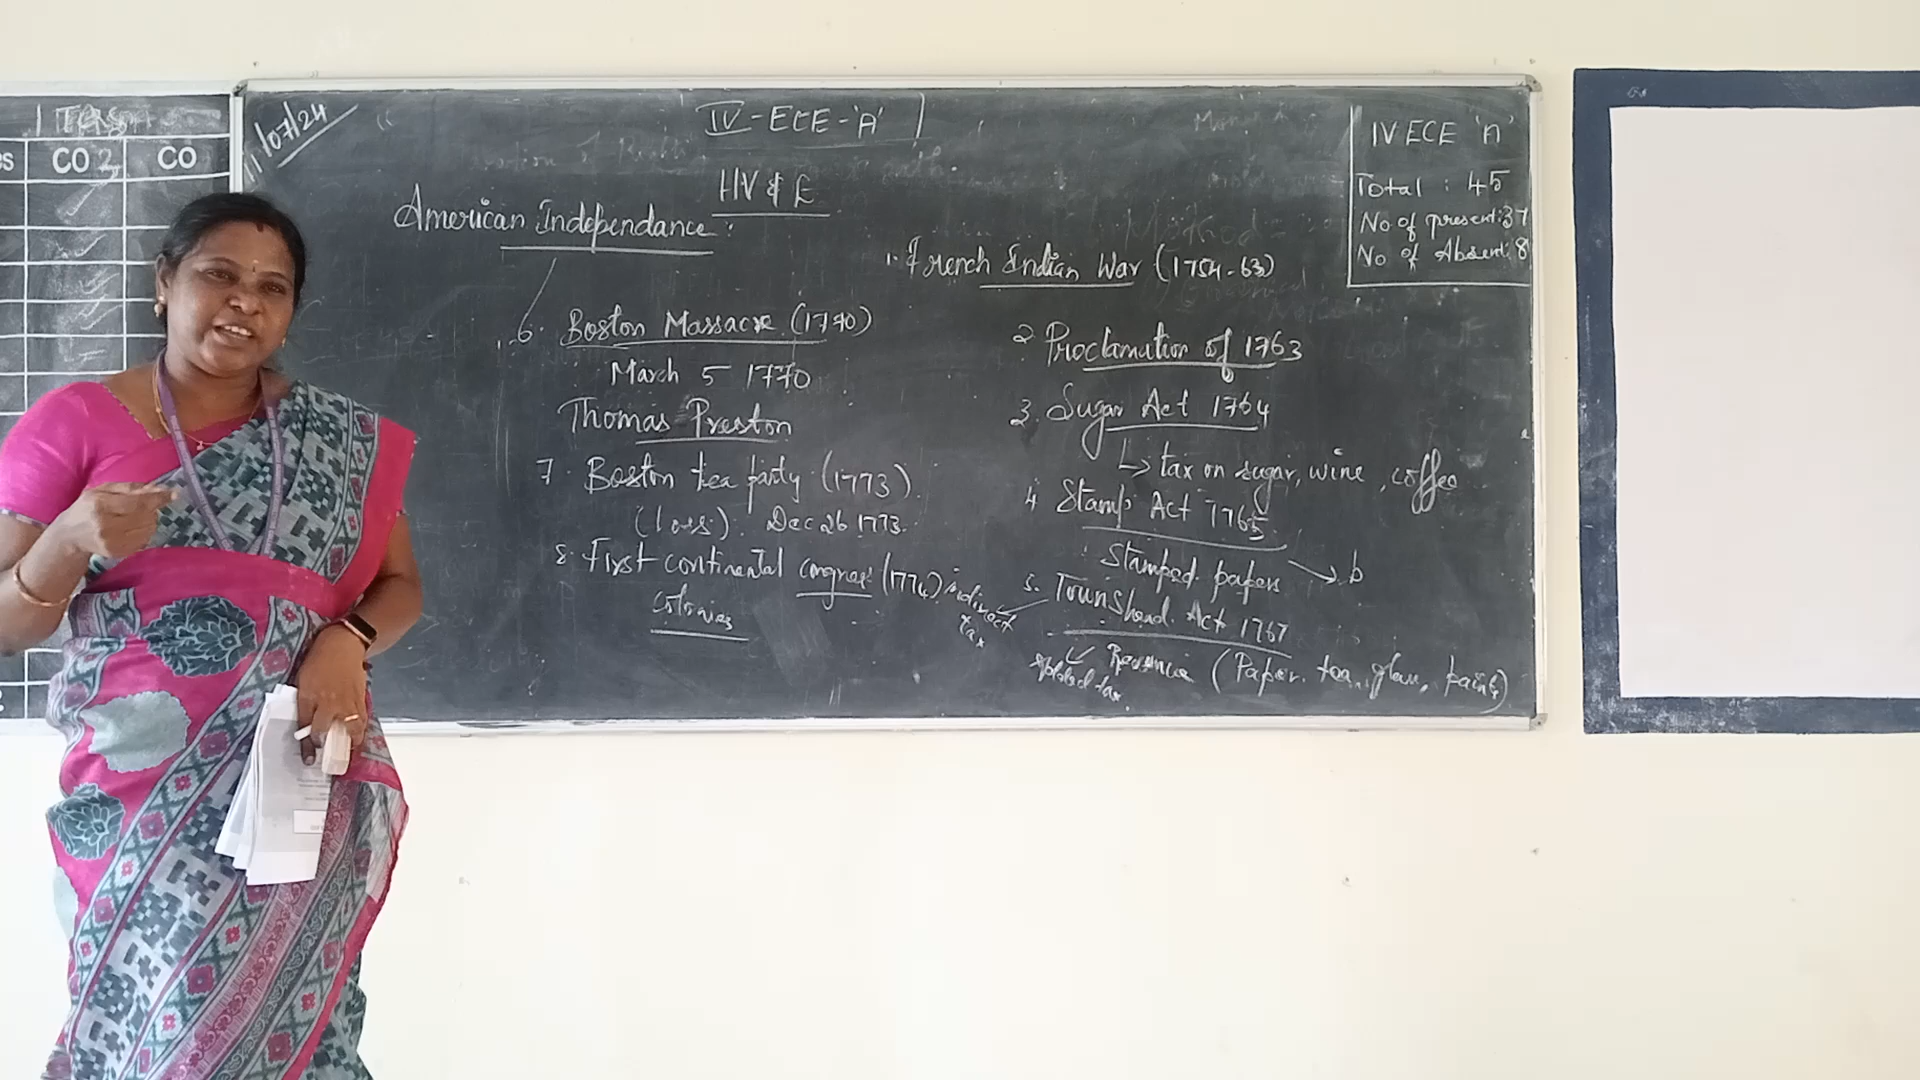 11/07/24
IV-ECE-'A'
HV & E
American Independance:
6. Boston Massacre (1770)
March 5 1770
Thomas Preston
7. Boston tea party (1773).
(loss). Dec 26 1773.
8. First continental congress (1774)
colonies
1. French Indian War (1754-63)
2 Proclamation of 1763
3. Sugar Act 1764
↳ tax on sugar, wine, coffee
4 Stamp Act 1765
Stamped papers → b
5. Townshend Act 1767
indirect
tax
Revenue (Paper. tea, glass, paints)
tax
IV ECE 'A'
Total : 45
No of present: 37
No of Absent: 8
CO 2
CO